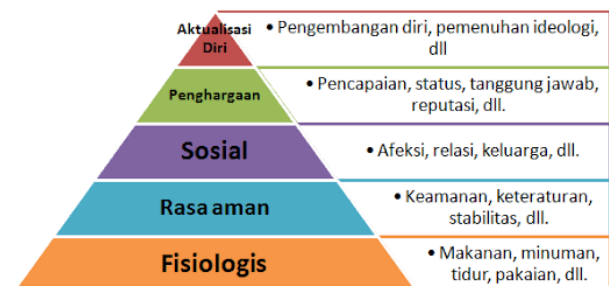 Aktualisasi
Diri
• Pengembangan diri, pemenuhan ideologi,
dll
Penghargaan
• Pencapaian, status, tanggung jawab,
reputasi, dll.
Sosial
• Afeksi, relasi, keluarga, dll.
Rasa aman
• Keamanan, keteraturan,
stabilitas, dll.
Fisiologis
• Makanan, minuman,
tidur, pakaian, dll.